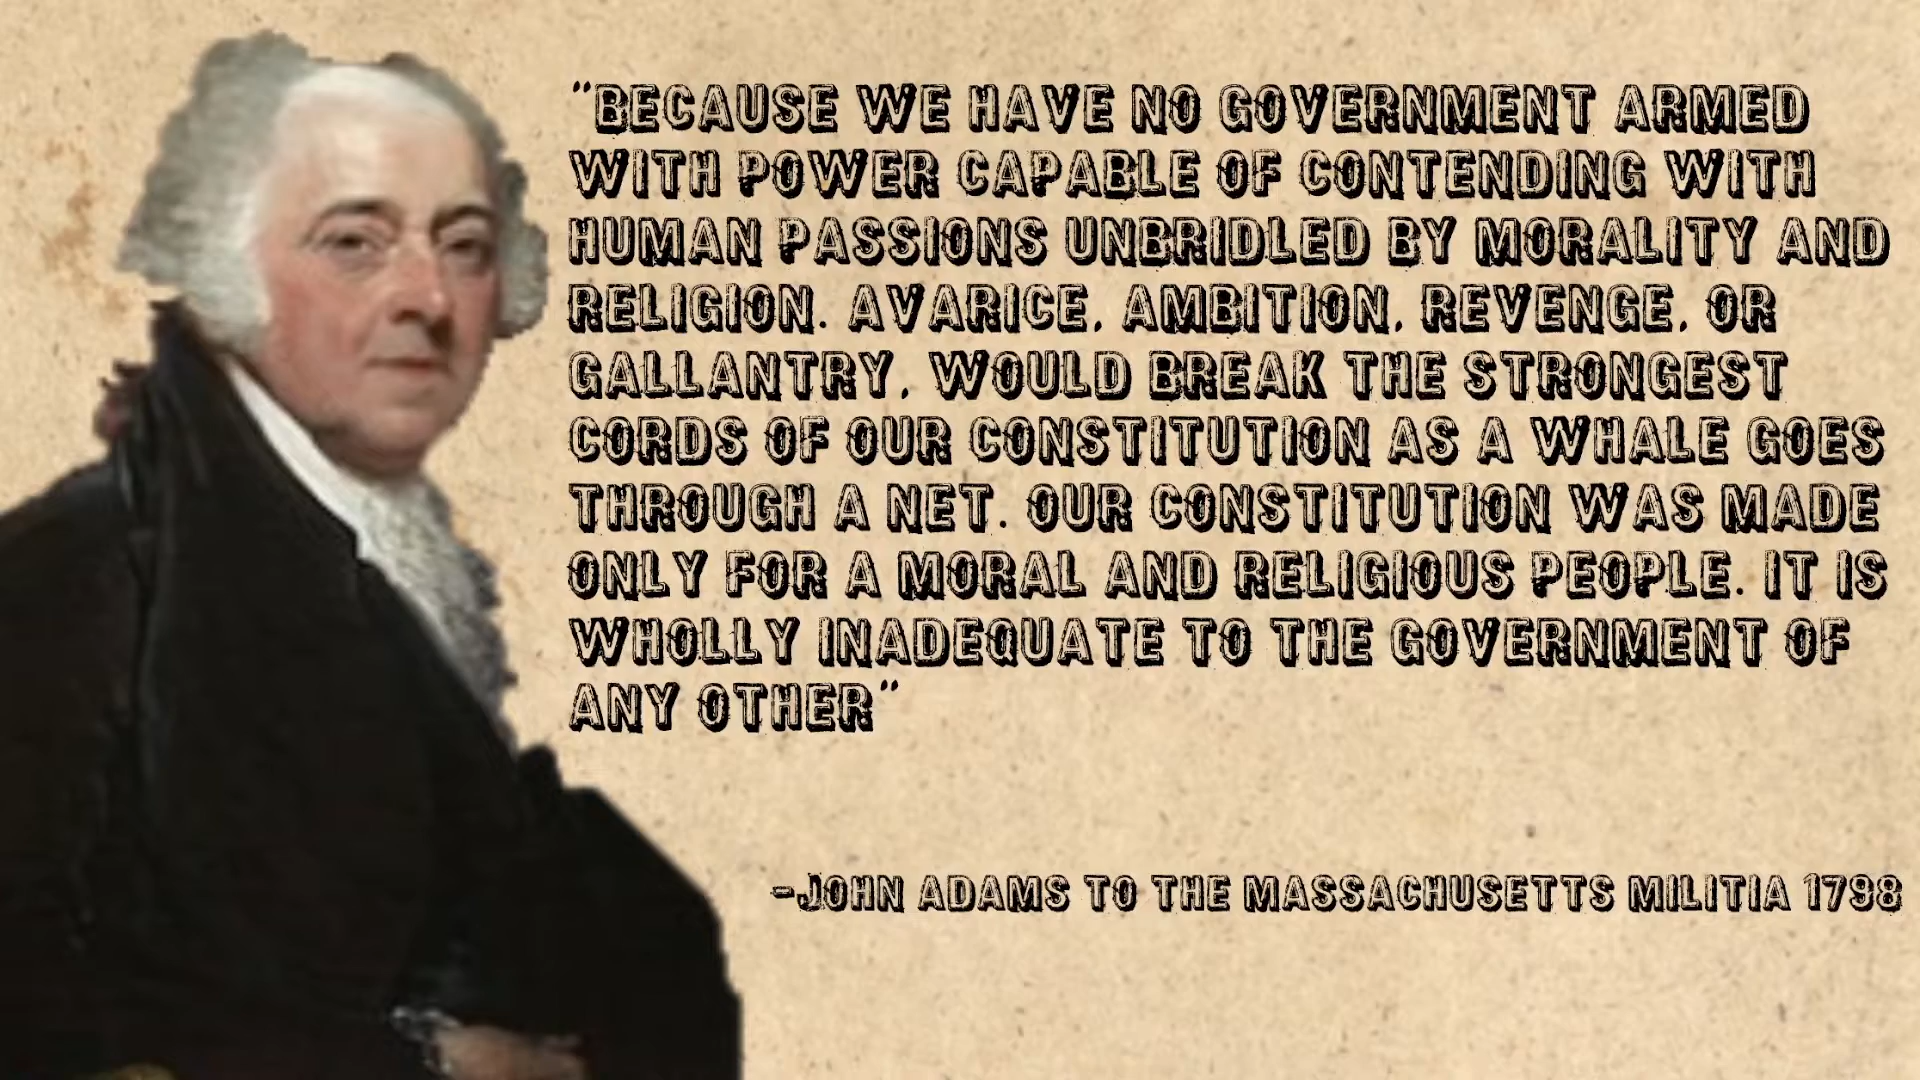 "BECAUSE WE HAVE NO GOVERNMENT ARMED
WITH POWER CAPABLE OF CONTENDING WITH
HUMAN PASSIONS UNBRIDLED BY MORALITY AND
RELIGION. AVARICE, AMBITION, REVENGE, OR
GALLANTRY, WOULD BREAK THE STRONGEST
CORDS OF OUR CONSTITUTION AS A WHALE GOES
THROUGH A NET. OUR CONSTITUTION WAS MADE
ONLY FOR A MORAL AND RELIGIOUS PEOPLE. IT IS
WHOLLY INADEQUATE TO THE GOVERNMENT OF
ANY OTHER"
-JOHN ADAMS TO THE MASSACHUSETTS MILITIA 1798